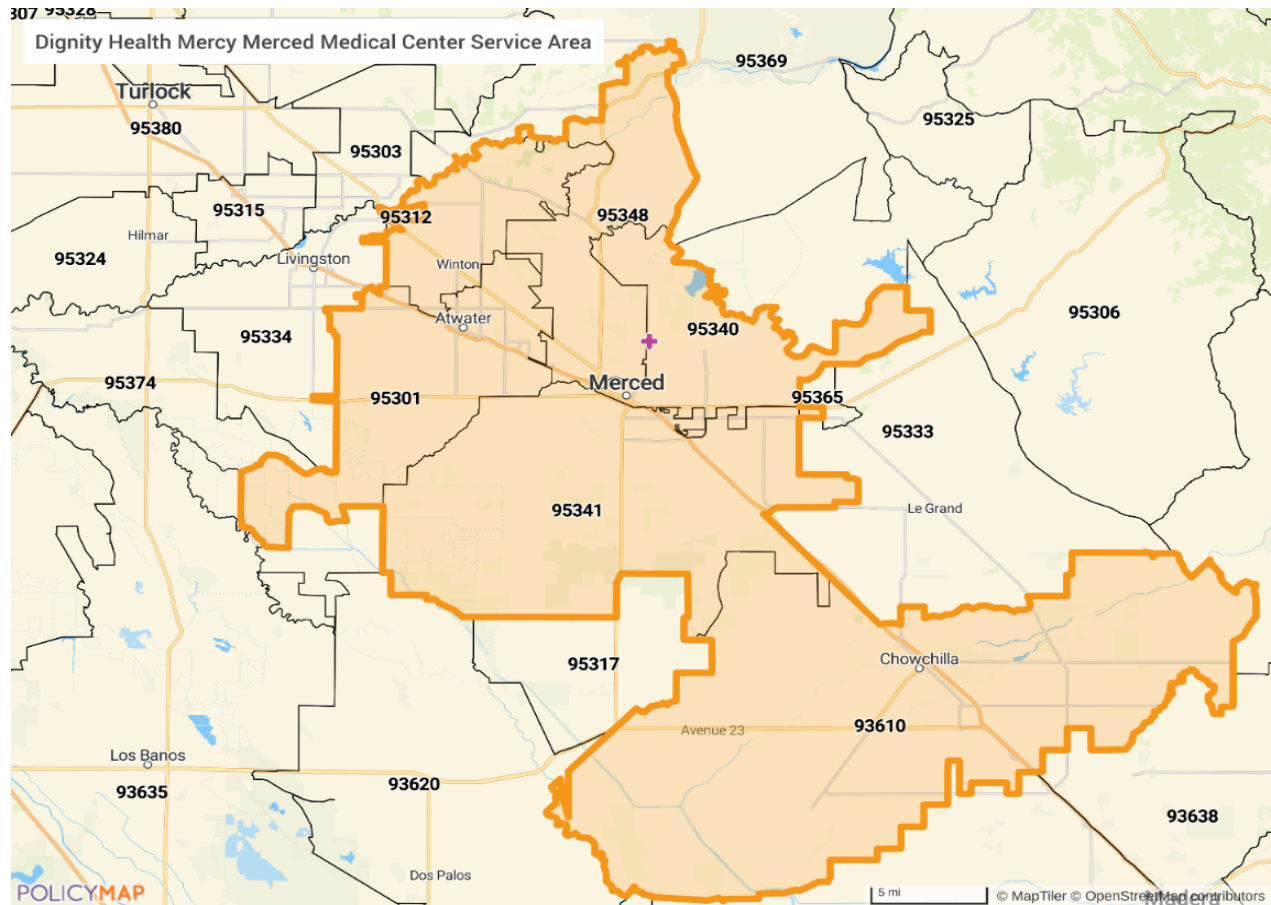 307 95328
Dignity Health Mercy Merced Medical Center Service Area
95369
Turlock
95380
95325
95303
95315
95312
95348
Hilmar
95324
Livingston
Winton
95306
Atwater
95340
95334
95374
Merced
95301
95365
95333
95341
Le Grand
95317
Chowchilla
Avenue 23
93610
Los Banos
93635
93620
93638
Dos Palos
POLICYMAP
5 mi
© MapTiler © OpenStreetMap contributors
Madera